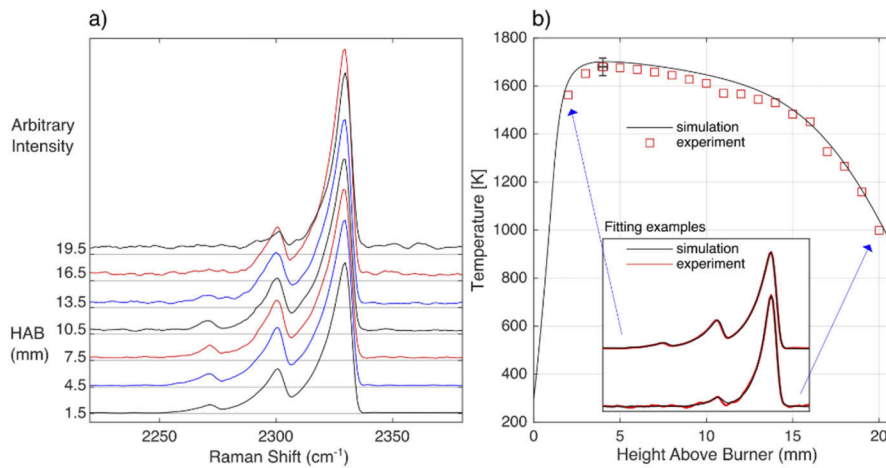 a)
Arbitrary
Intensity
19.5
16.5
13.5
10.5
HAB
(mm)
7.5
4.5
1.5
2250
2300
2350
Raman Shift (cm⁻¹)
b)
1800
1600
1400
1200
1000
800
600
400
200
Temperature [K]
simulation
experiment
Fitting examples
simulation
experiment
0
5
10
15
20
Height Above Burner (mm)